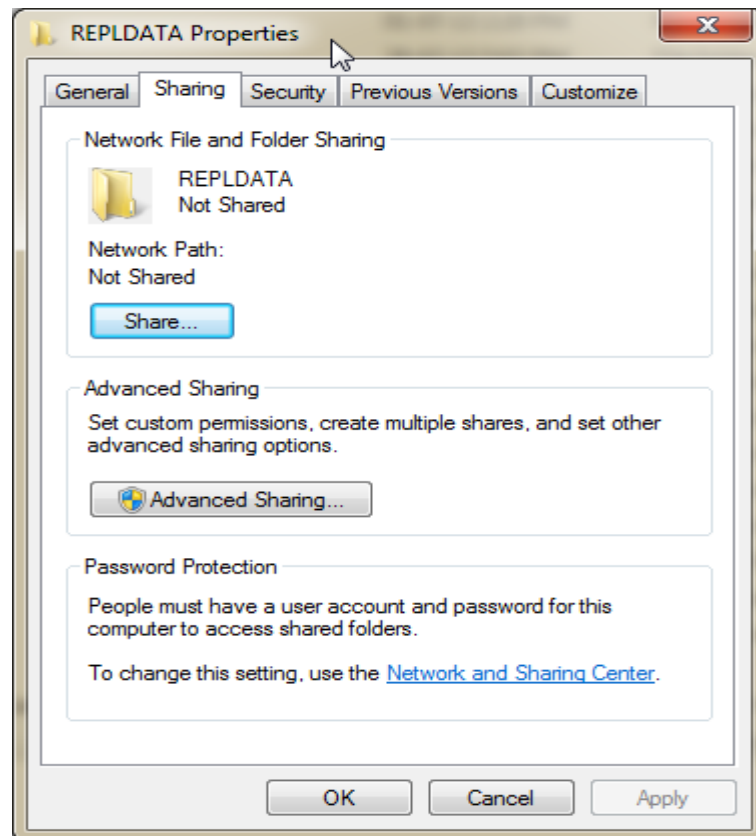 REPLDATA Properties
General Sharing Security Previous Versions Customize
Network File and Folder Sharing
REPLDATA
Not Shared
Network Path:
Not Shared
Share...
Advanced Sharing
Set custom permissions, create multiple shares, and set other
advanced sharing options.
Advanced Sharing...
Password Protection
People must have a user account and password for this
computer to access shared folders.
To change this setting, use the Network and Sharing Center.
OK Cancel Apply